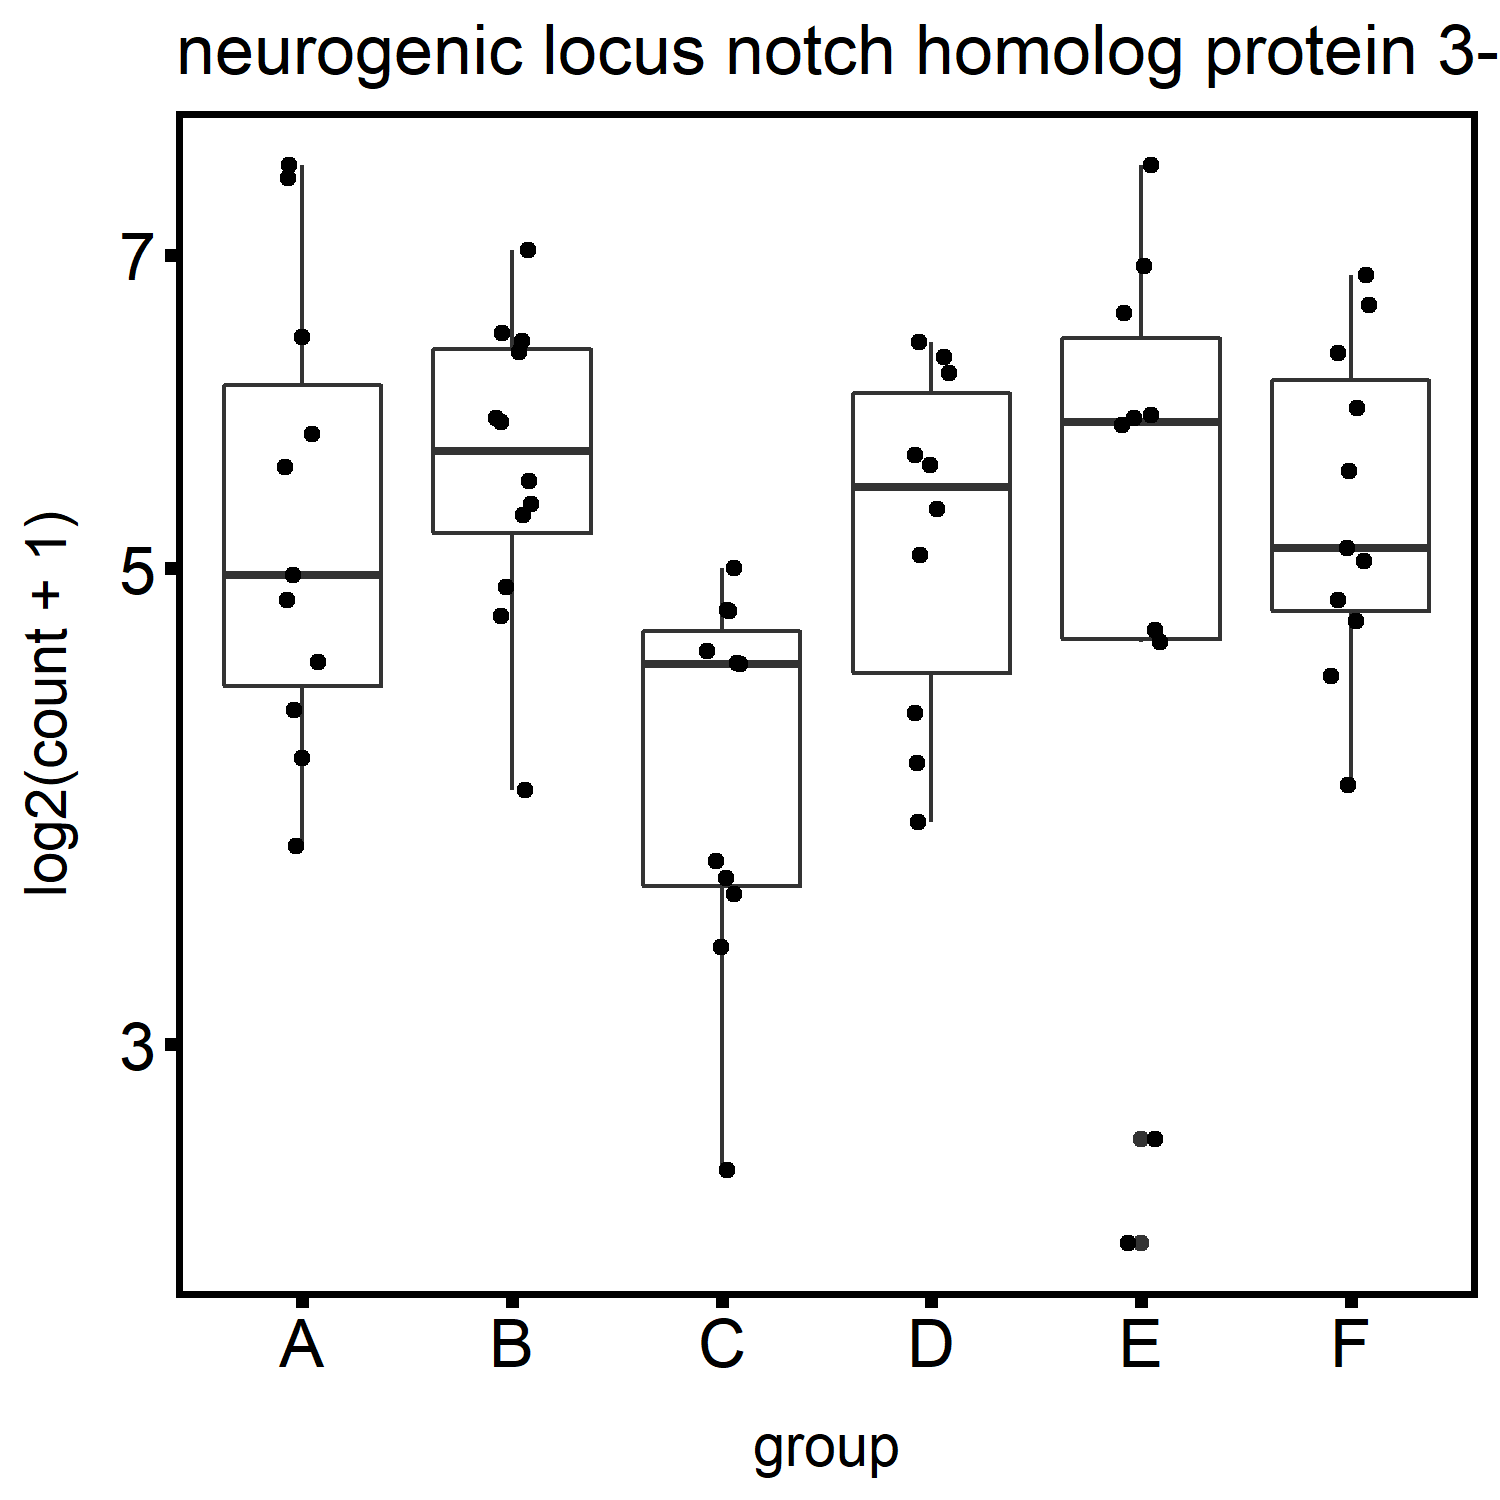 neurogenic locus notch homolog protein 3-
7
5
3
log2(count + 1)
A B C D E F
group